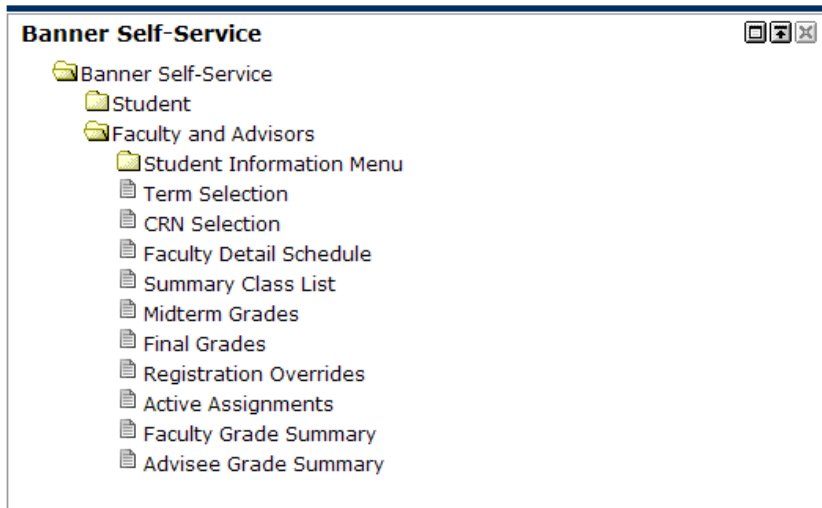 Banner Self-Service
Banner Self-Service
Student
Faculty and Advisors
Student Information Menu
Term Selection
CRN Selection
Faculty Detail Schedule
Summary Class List
Midterm Grades
Final Grades
Registration Overrides
Active Assignments
Faculty Grade Summary
Advisee Grade Summary